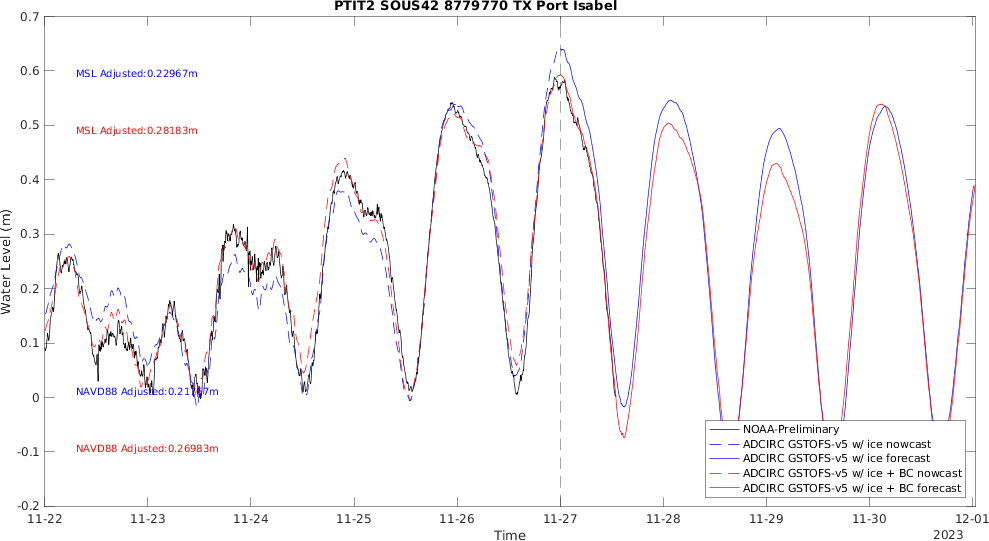 PTIT2 SOUS42 8779770 TX Port Isabel
0.7
0.6
0.5
0.4
0.3
0.2
0.1
0
-0.1
-0.2
Water Level (m)
MSL Adjusted:0.22967m
MSL Adjusted:0.28183m
NAVD88
NAVD88 Adjusted:0.26983m
NOAA-Preliminary
ADCIRC GSTOFS-v5 w/ ice nowcast
ADCIRC GSTOFS-v5 w/ ice forecast
ADCIRC GSTOFS-v5 w/ ice + BC nowcast
ADCIRC GSTOFS-v5 w/ ice + BC forecast
11-22
11-23
11-24
11-25
11-26
11-27
11-28
11-29
11-30
12-01
Time
2023